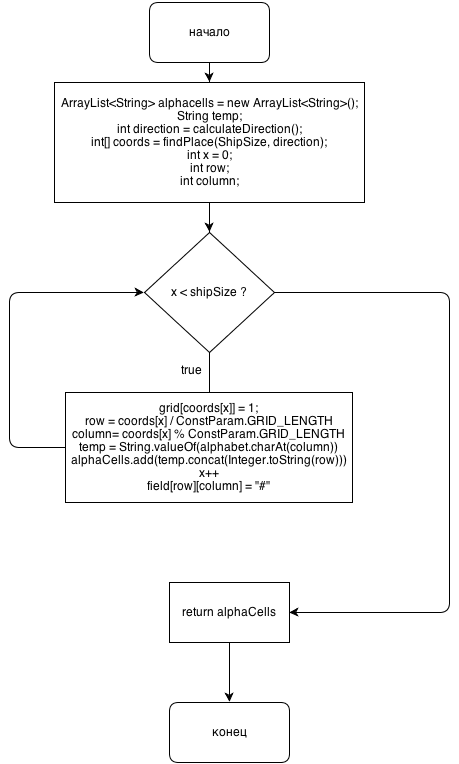 начало
ArrayList<String> alphacells = new ArrayList<String>();
String temp;
int direction = calculateDirection();
int[] coords = findPlace(ShipSize, direction);
int x = 0;
int row;
int column;
x < shipSize ?
true
grid[coords[x]] = 1;
row = coords[x] / ConstParam.GRID_LENGTH
column= coords[x] % ConstParam.GRID_LENGTH
temp = String.valueOf(alphabet.charAt(column))
alphaCells.add(temp.concat(Integer.toString(row)))
x++
field[row][column] = "#"
return alphaCells
конец